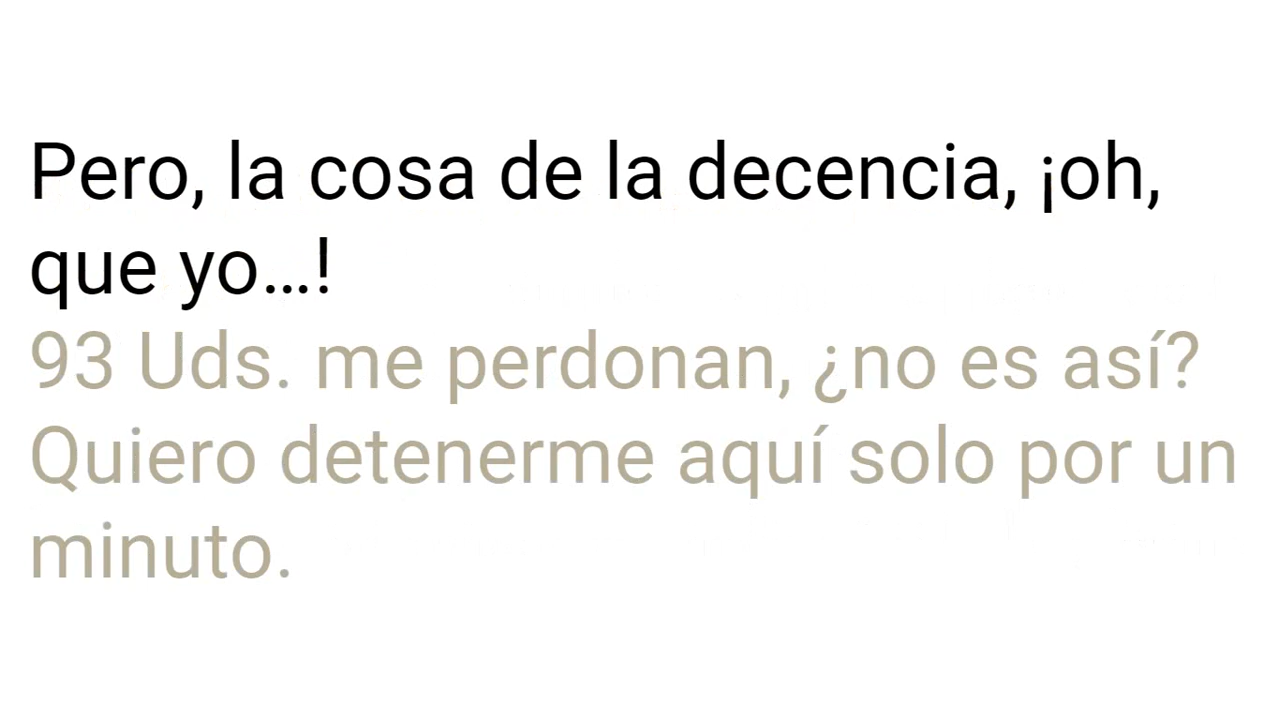 Pero, la cosa de la decencia, ¡oh,
que yo...!
93 Uds. me perdonan, ¿no es así?
Quiero detenerme aquí solo por un
minuto.